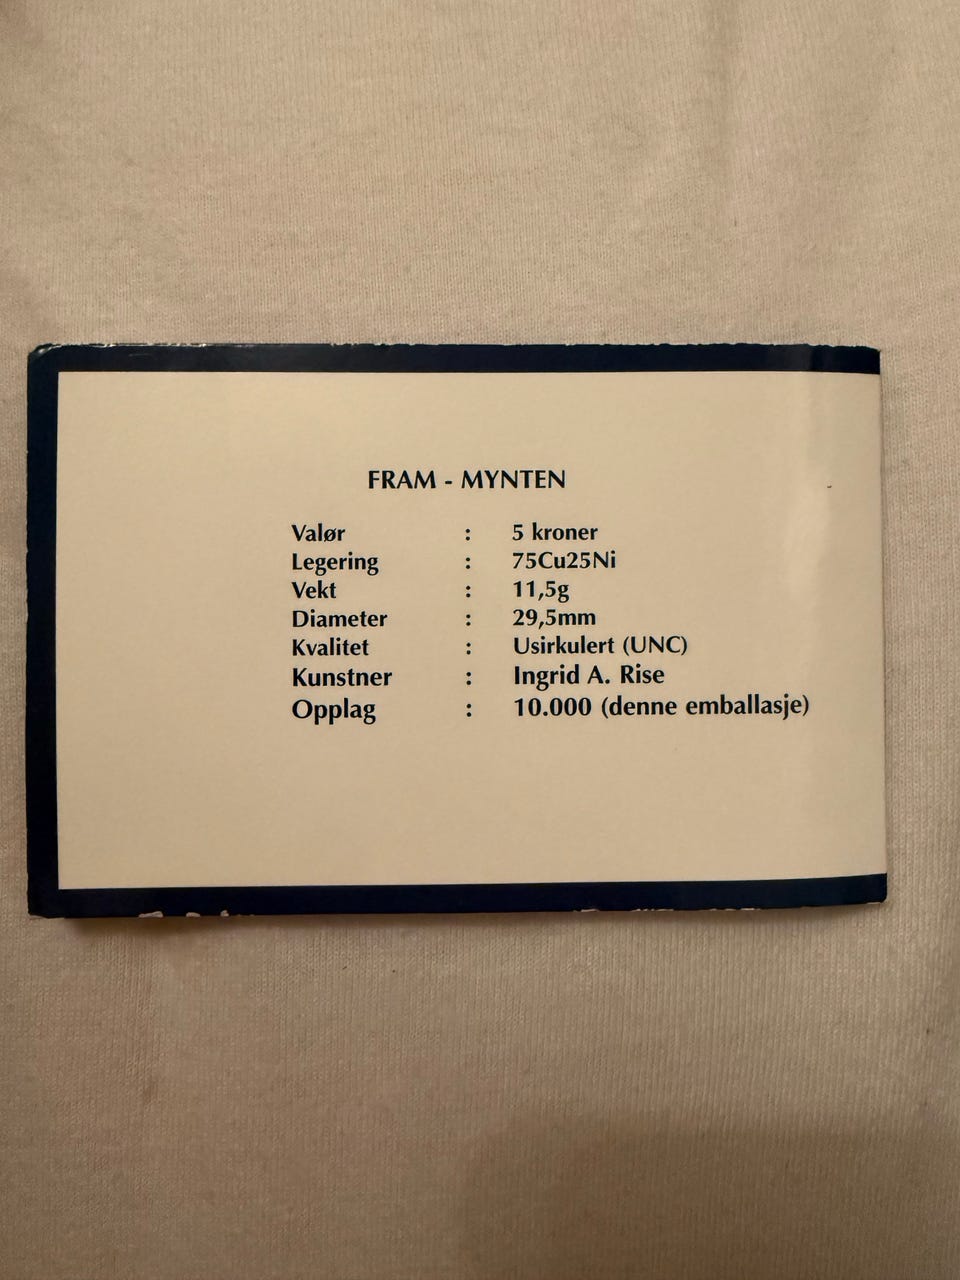 FRAM - MYNTEN
Valør : 5 kroner
Legering : 75Cu25Ni
Vekt : 11,5g
Diameter : 29,5mm
Kvalitet : Usirkulert (UNC)
Kunstner : Ingrid A. Rise
Opplag : 10.000 (denne emballasje)